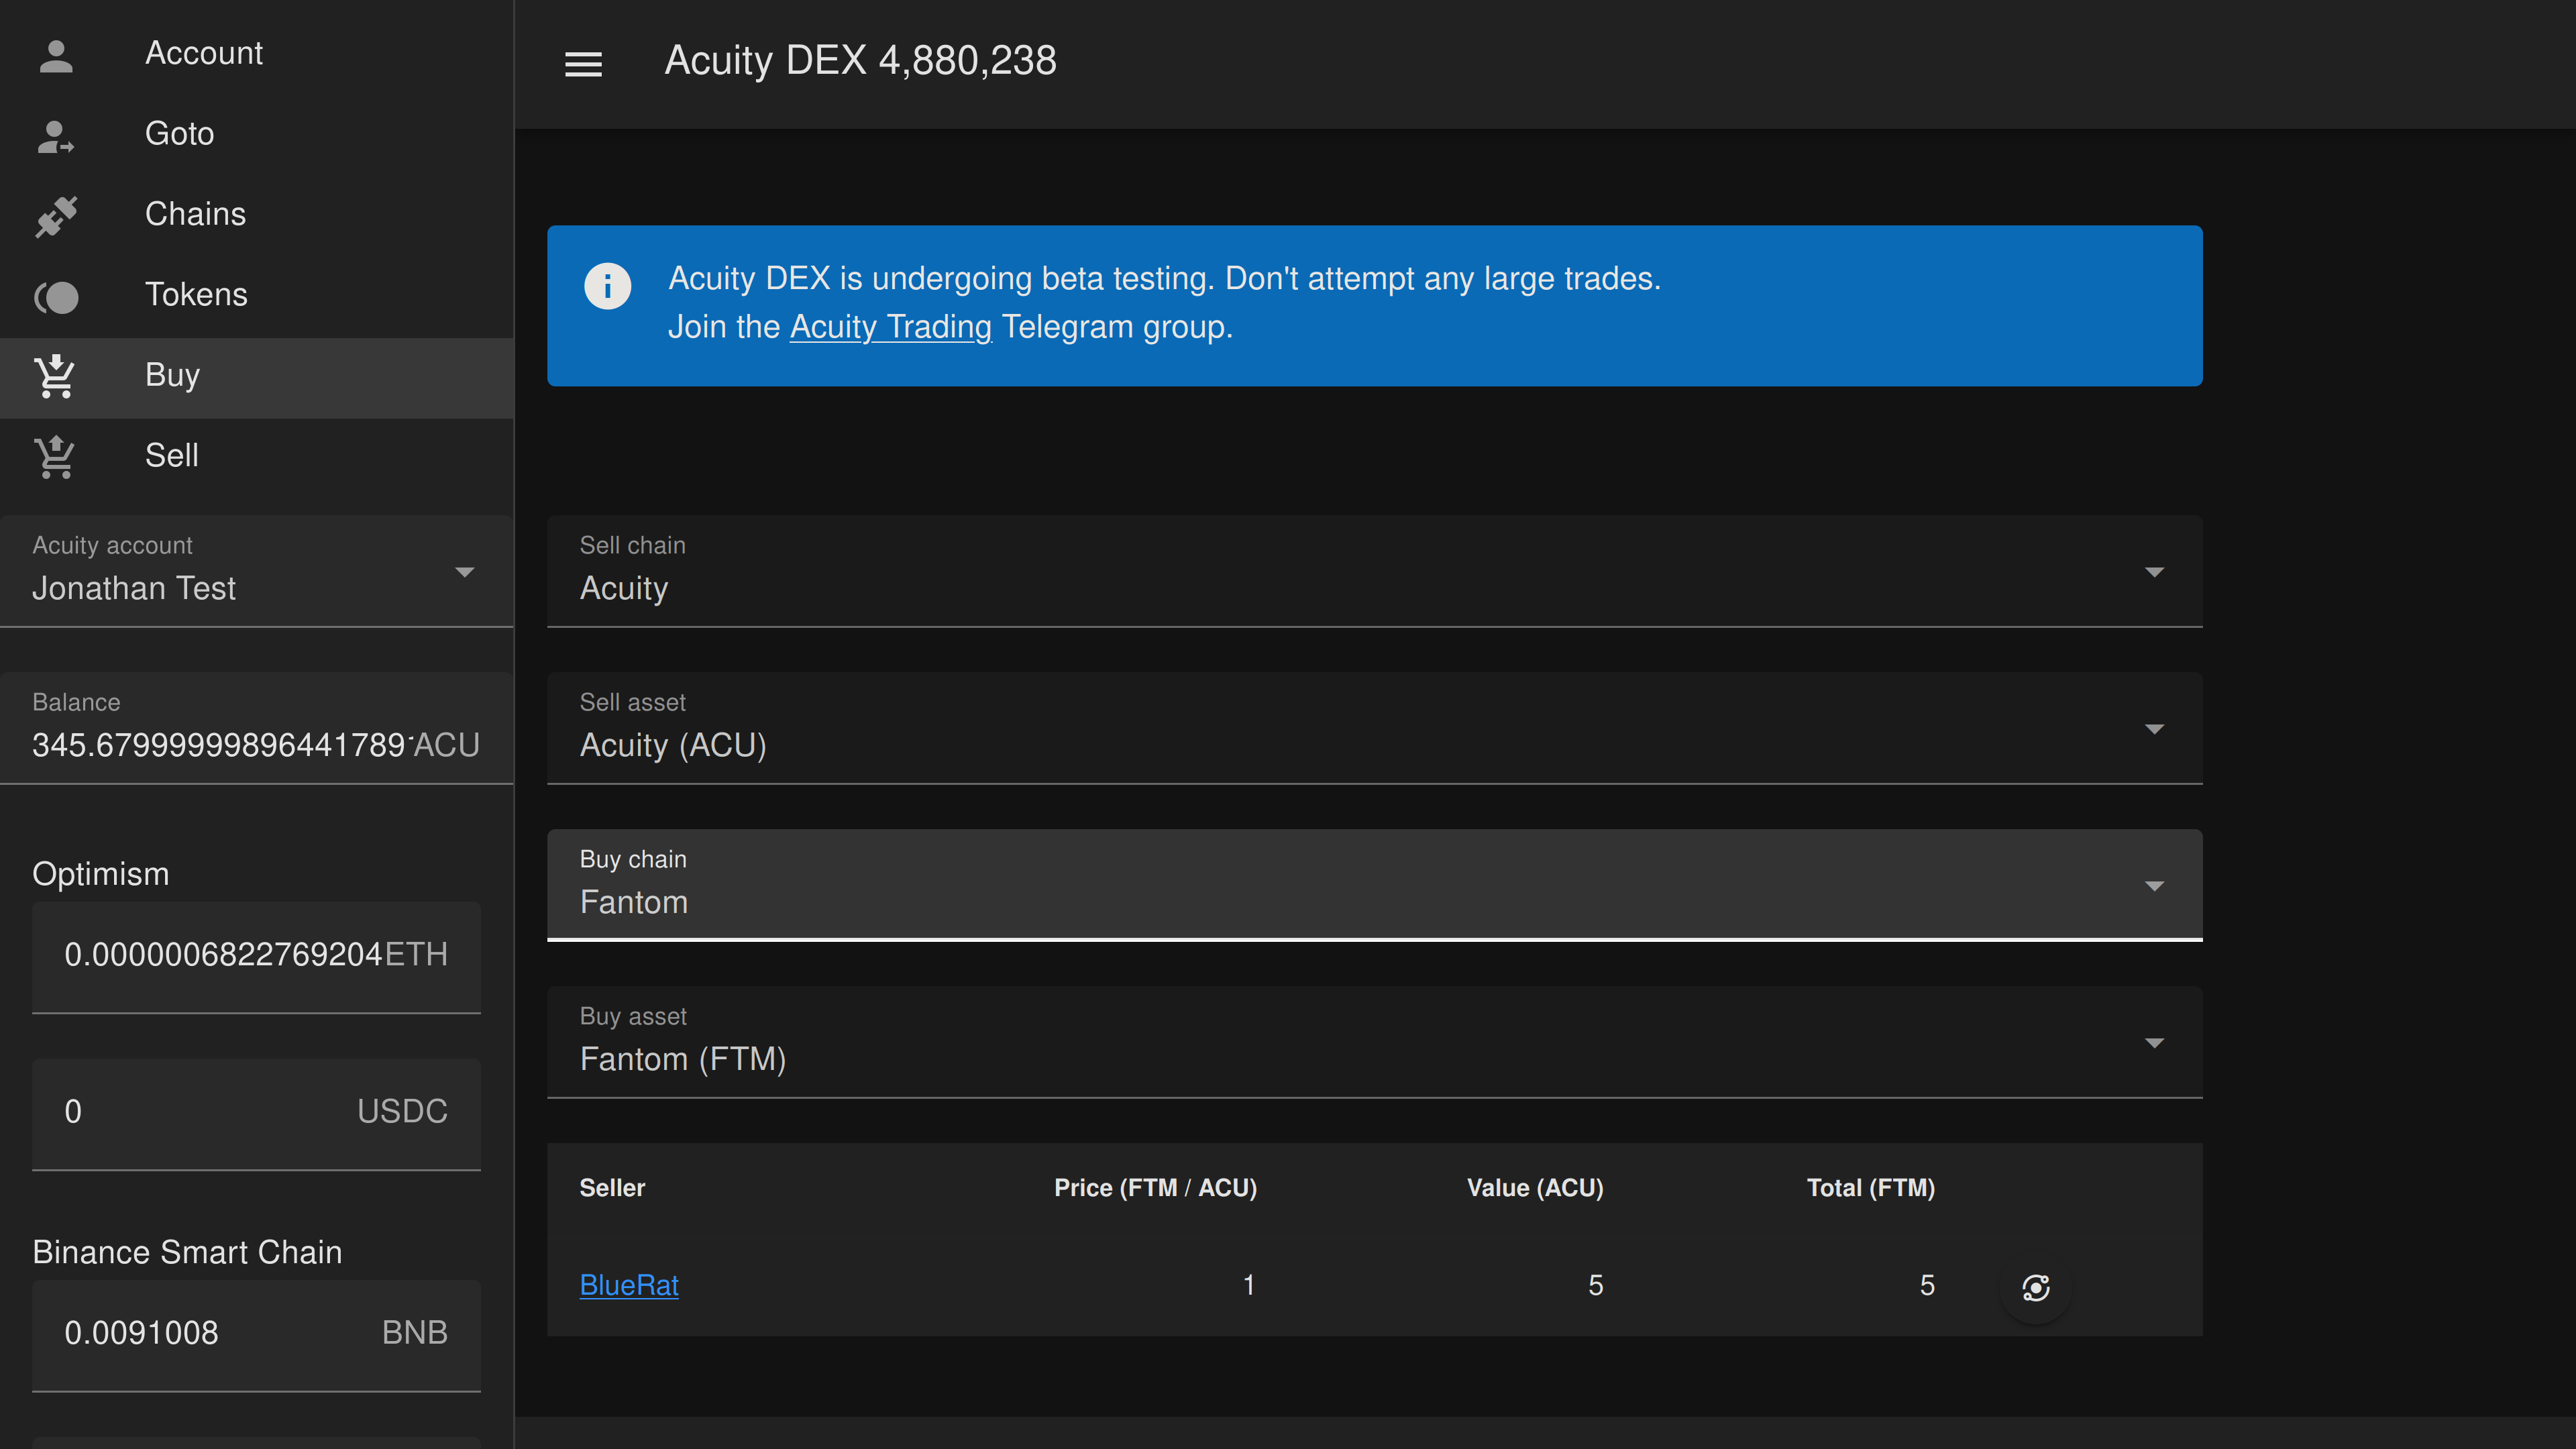 Account
Goto
Chains
Tokens
Buy
Sell
Acuity account
Jonathan Test
Balance
345.67999999896441789 ACU
Optimism
0.0000006822769204 ETH
0 USDC
Binance Smart Chain
0.0091008 BNB
Acuity DEX 4,880,238
Acuity DEX is undergoing beta testing. Don't attempt any large trades.
Join the Acuity Trading Telegram group.
Sell chain
Acuity
Sell asset
Acuity (ACU)
Buy chain
Fantom
Buy asset
Fantom (FTM)
Seller Price (FTM / ACU) Value (ACU) Total (FTM)
BlueRat 1 5 5